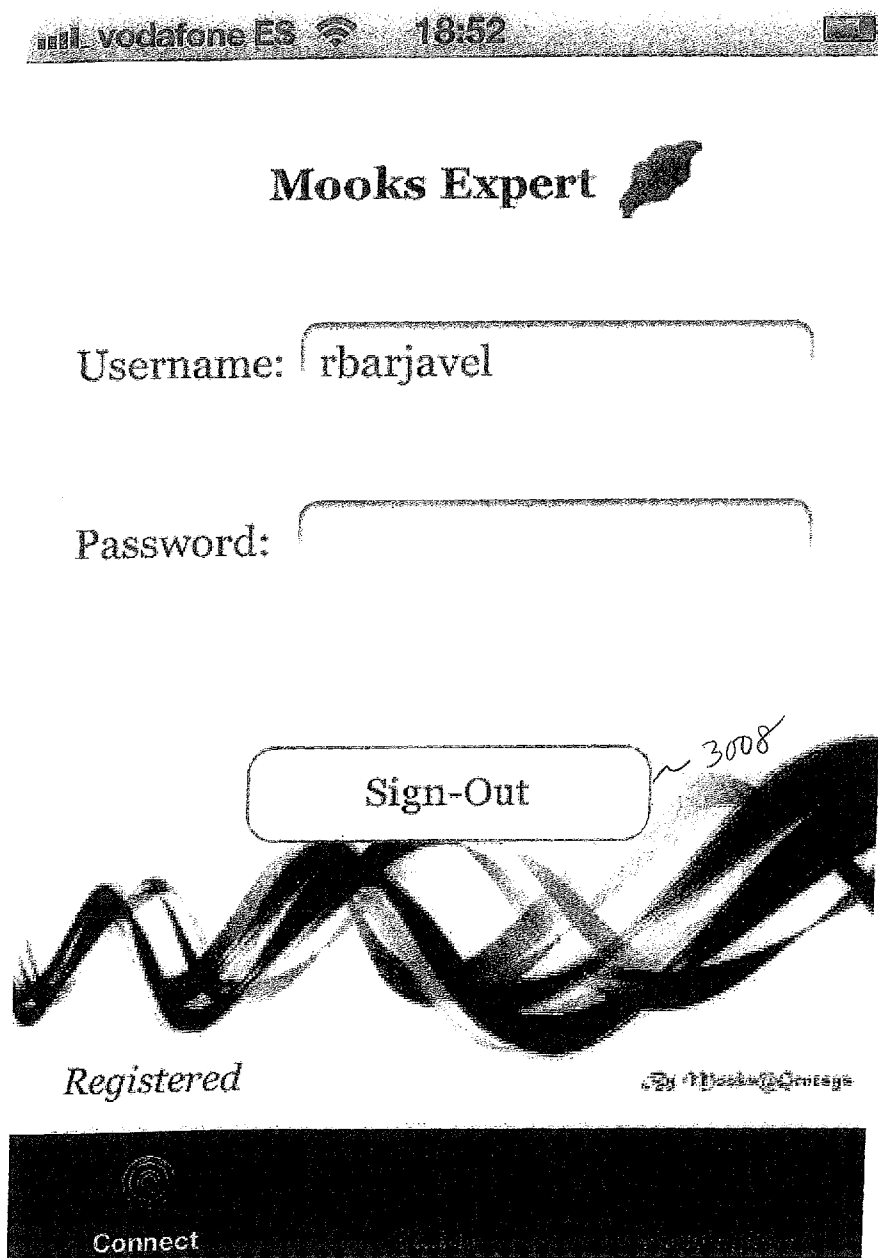 vodafone ES 18:52
Mooks Expert
Username: rbarjavel
Password:
3008
Sign-Out
Registered
Connect